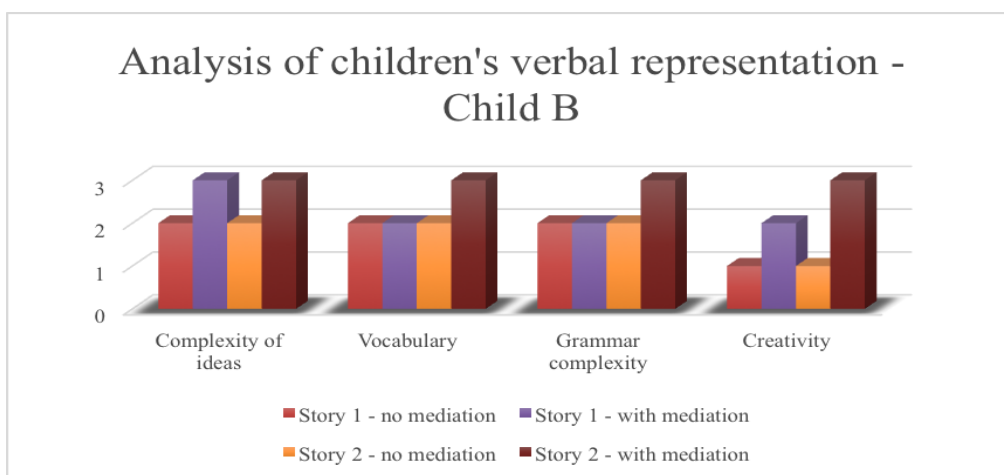 Analysis of children's verbal representation -
Child B
3
2
1
0
Complexity of
ideas
Vocabulary
Grammar
complexity
Creativity
Story 1 - no mediation
Story 1 - with mediation
Story 2 - no mediation
Story 2 - with mediation